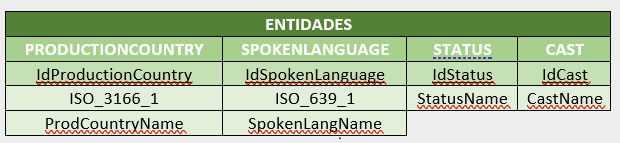 ENTIDADES
PRODUCTIONCOUNTRY SPOKENLANGUAGE STATUS CAST
IdProductionCountry IdSpokenLanguage IdStatus IdCast
ISO_3166_1 ISO_639_1 StatusName CastName
ProdCountryName SpokenLangName